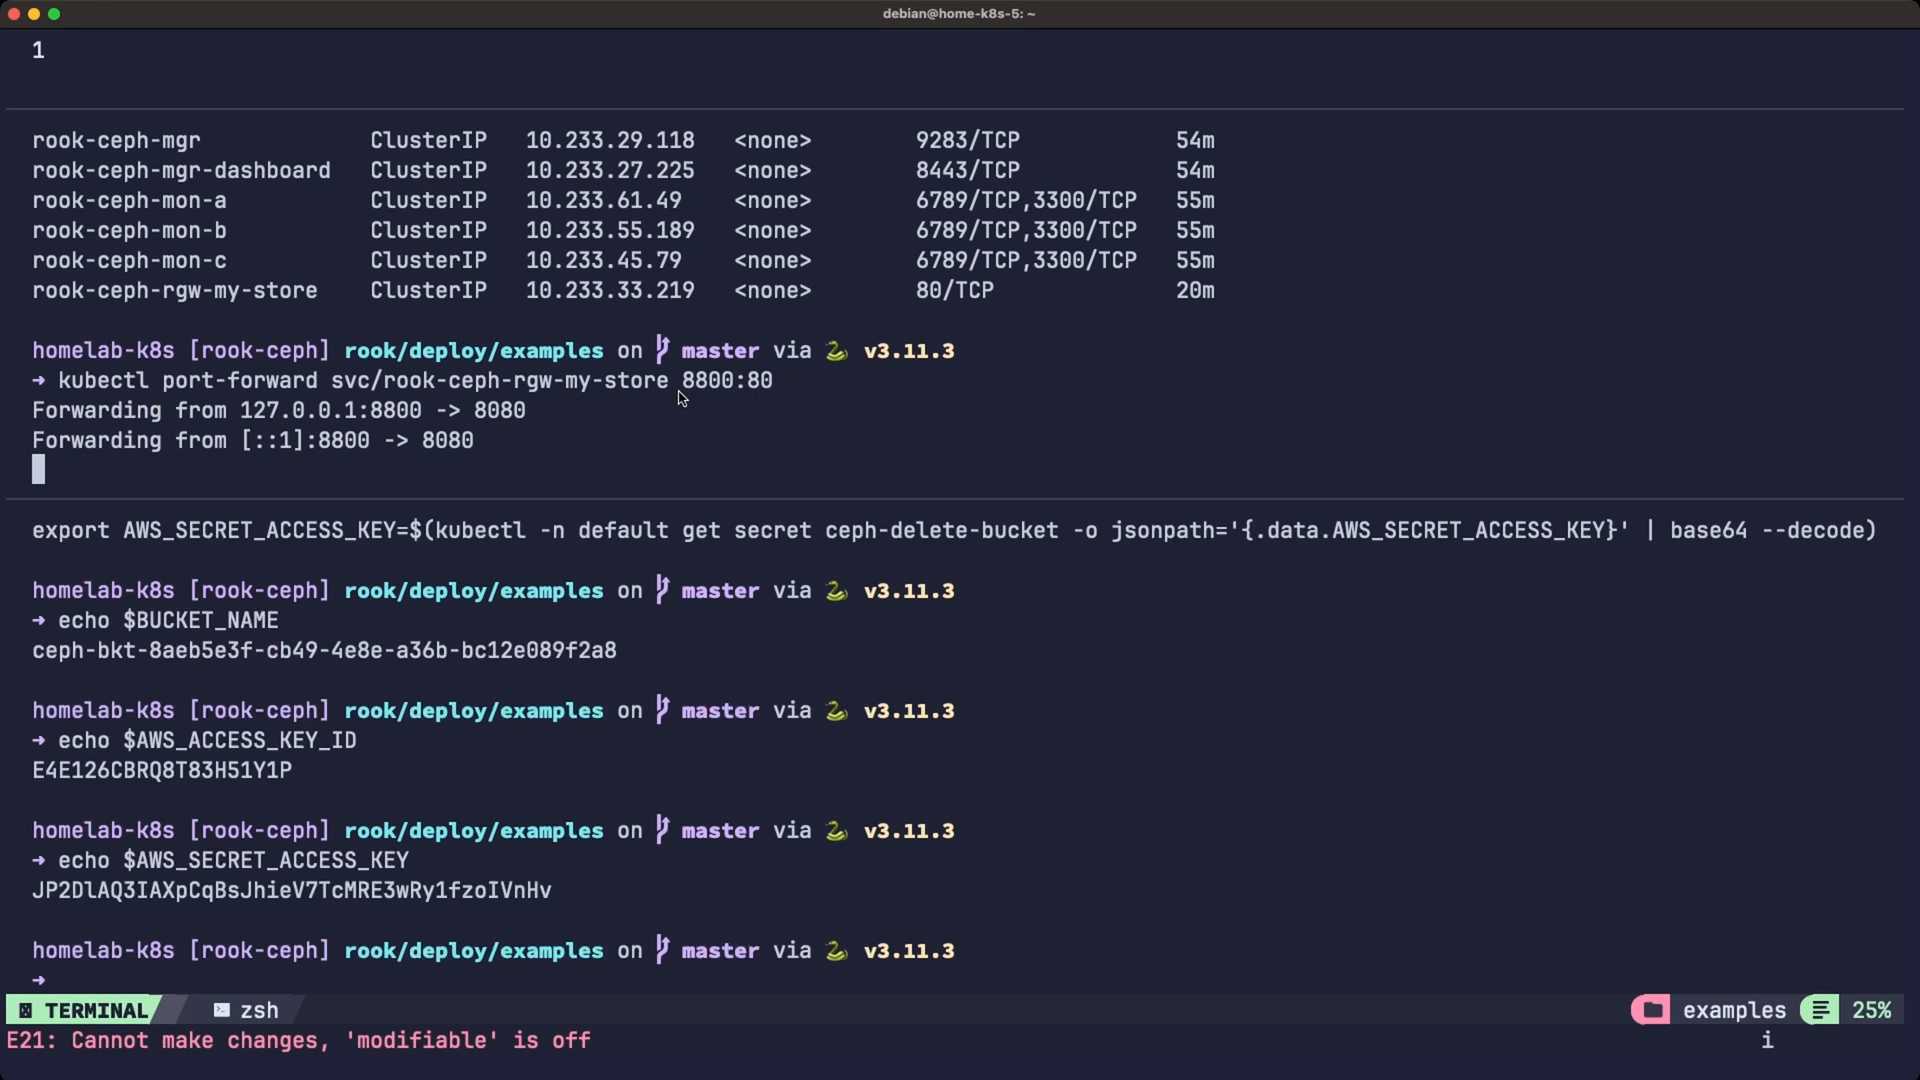 debian@home-k8s-5: ~
1
rook-ceph-mgr ClusterIP 10.233.29.118 <none> 9283/TCP 54m
rook-ceph-mgr-dashboard ClusterIP 10.233.27.225 <none> 8443/TCP 54m
rook-ceph-mon-a ClusterIP 10.233.61.49 <none> 6789/TCP,3300/TCP 55m
rook-ceph-mon-b ClusterIP 10.233.55.189 <none> 6789/TCP,3300/TCP 55m
rook-ceph-mon-c ClusterIP 10.233.45.79 <none> 6789/TCP,3300/TCP 55m
rook-ceph-rgw-my-store ClusterIP 10.233.33.219 <none> 80/TCP 20m
homelab-k8s [rook-ceph] rook/deploy/examples on master via 🐍 v3.11.3
➜ kubectl port-forward svc/rook-ceph-rgw-my-store 8800:80
Forwarding from 127.0.0.1:8800 -> 8080
Forwarding from [::1]:8800 -> 8080
export AWS_SECRET_ACCESS_KEY=$(kubectl -n default get secret ceph-delete-bucket -o jsonpath='{.data.AWS_SECRET_ACCESS_KEY}' | base64 --decode)
homelab-k8s [rook-ceph] rook/deploy/examples on master via 🐍 v3.11.3
➜ echo $BUCKET_NAME
ceph-bkt-8aeb5e3f-cb49-4e8e-a36b-bc12e089f2a8
homelab-k8s [rook-ceph] rook/deploy/examples on master via 🐍 v3.11.3
➜ echo $AWS_ACCESS_KEY_ID
E4E126CBRQ8T83H51Y1P
homelab-k8s [rook-ceph] rook/deploy/examples on master via 🐍 v3.11.3
➜ echo $AWS_SECRET_ACCESS_KEY
JP2DlAQ3IAXpCqBsJhieV7TcMRE3wRy1fzoIVnHv
homelab-k8s [rook-ceph] rook/deploy/examples on master via 🐍 v3.11.3
➜
TERMINAL zsh examples 25%
E21: Cannot make changes, 'modifiable' is off i